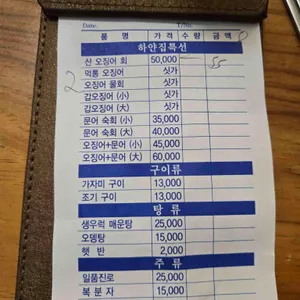 Date. T/No.
품 명 가 격 수 량 금 액
하얀집특선
산 오징어 회 50,000 55
먹통 오징어 싯가
2 오징어 물회 싯가
갑오징어 (小) 싯가
갑오징어 (大) 싯가
문어 숙회 (小) 35,000
문어 숙회 (大) 40,000
오징어+문어 (小) 45,000
오징어+문어 (大) 60,000
구이류
가자미 구이 13,000
조기 구이 13,000
탕 류
생우럭 매운탕 25,000
오뎅탕 15,000
햇 반 2,000
주 류
일품진로 25,000
복 분 자 15,000